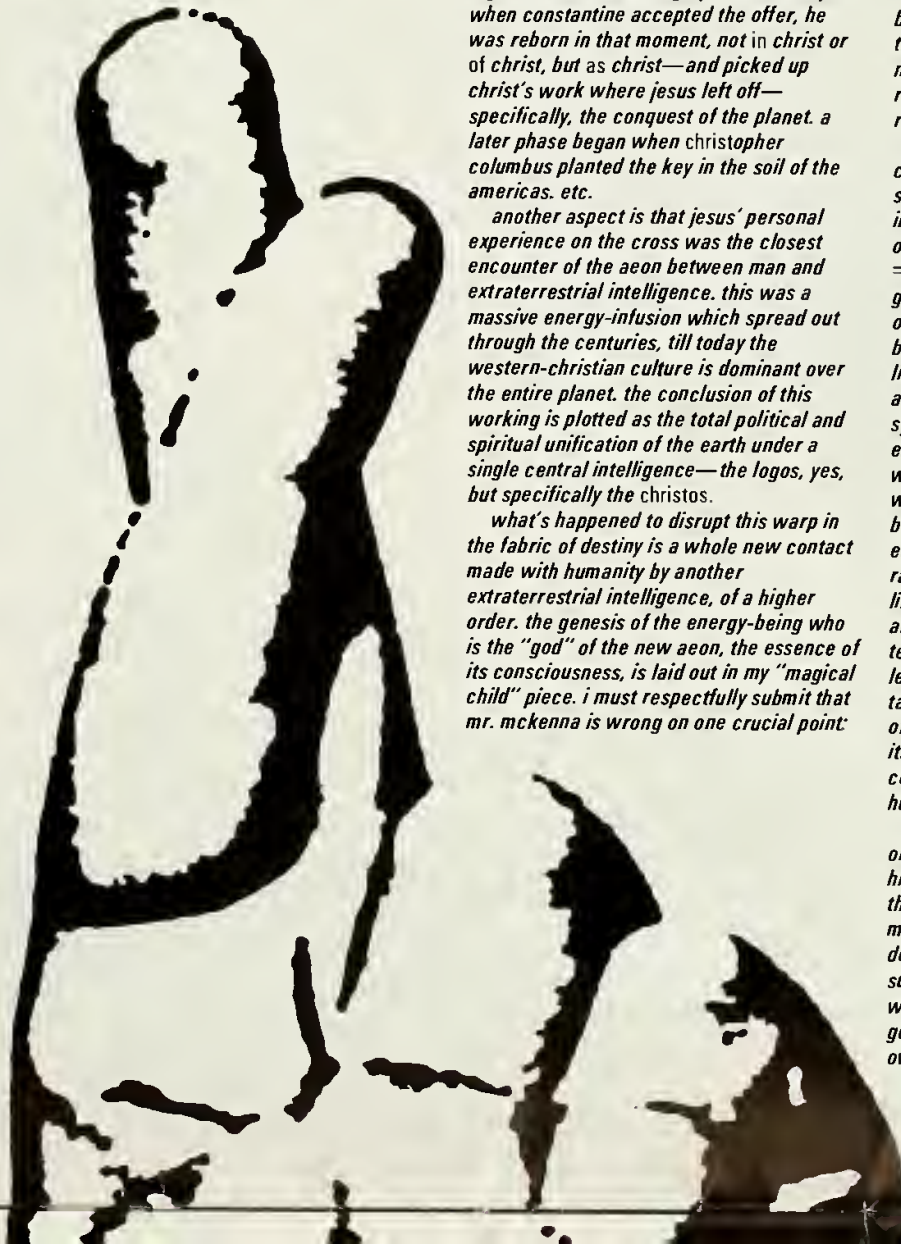 when constantine accepted the offer, he
was reborn in that moment, not in christ or
of christ, but as christ—and picked up
christ's work where jesus left off—
specifically, the conquest of the planet. a
later phase began when christopher
columbus planted the key in the soil of the
americas. etc.
another aspect is that jesus' personal
experience on the cross was the closest
encounter of the aeon between man and
extraterrestrial intelligence. this was a
massive energy-infusion which spread out
through the centuries, till today the
western-christian culture is dominant over
the entire planet. the conclusion of this
working is plotted as the total political and
spiritual unification of the earth under a
single central intelligence—the logos, yes,
but specifically the christos.
what's happened to disrupt this warp in
the fabric of destiny is a whole new contact
made with humanity by another
extraterrestrial intelligence, of a higher
order. the genesis of the energy-being who
is the "god" of the new aeon, the essence of
its consciousness, is laid out in my "magical
child" piece. i must respectfully submit that
mr. mckenna is wrong on one crucial point: